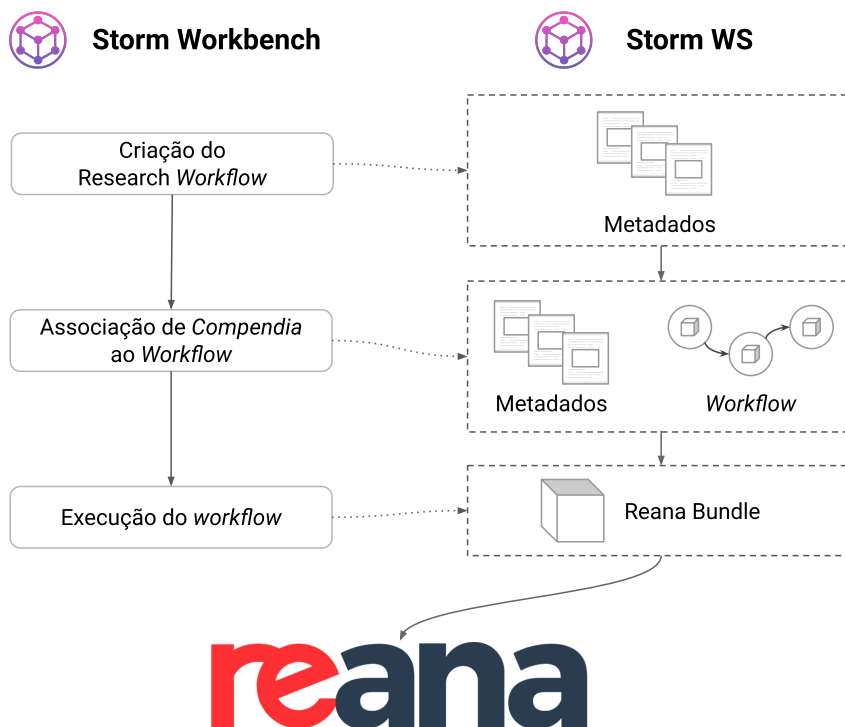 Storm Workbench
Storm WS
Criação do
Research Workflow
Metadados
Associação de Compendia
ao Workflow
Metadados
Workflow
Execução do workflow
Reana Bundle
reana